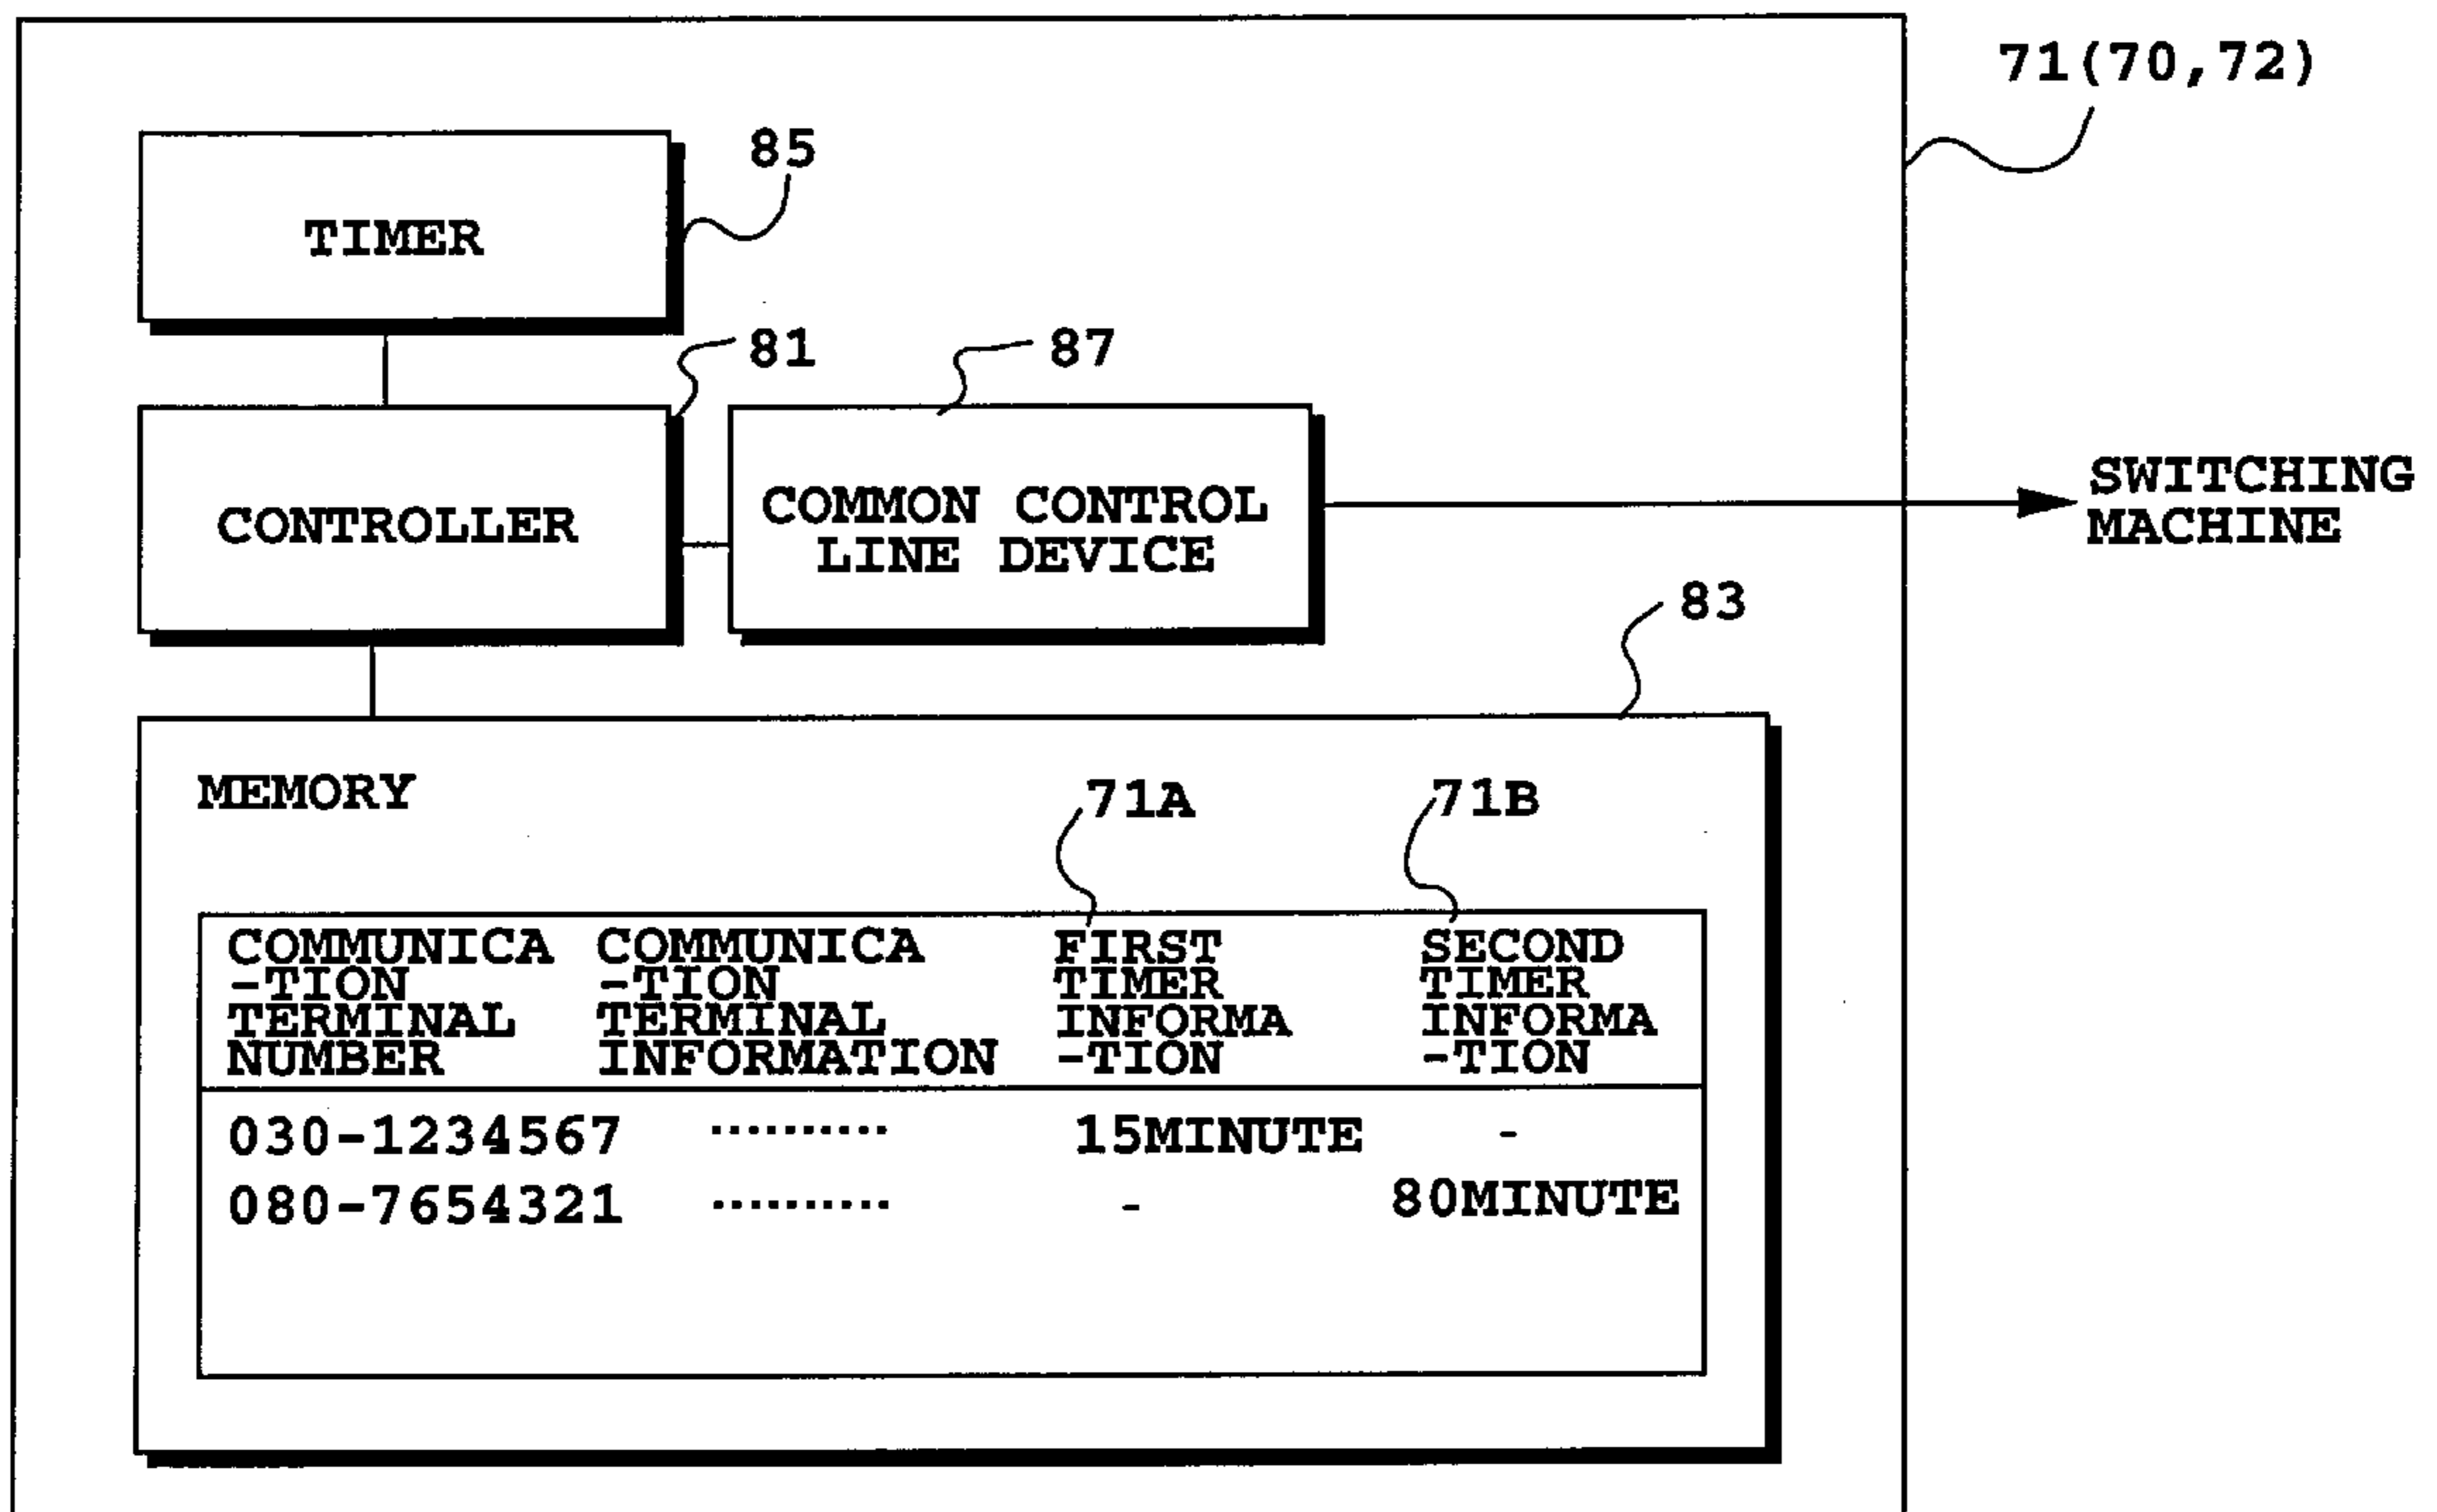 71(70,72)
85
TIMER
81
87
CONTROLLER
COMMON CONTROL
LINE DEVICE
SWITCHING
MACHINE
83
MEMORY
71A
71B
COMMUNICA
-TION
TERMINAL
NUMBER
COMMUNICA
-TION
TERMINAL
INFORMATION
FIRST
TIMER
INFORMA
-TION
SECOND
TIMER
INFORMA
-TION
030-1234567 .......... 15MINUTE -
080-7654321 .......... - 80MINUTE